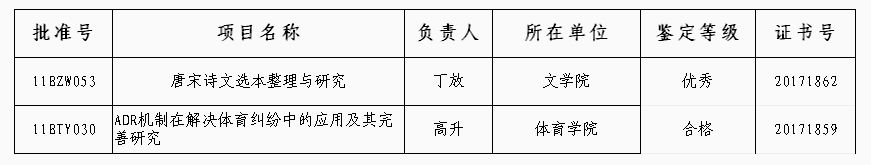 批准号 项目名称 负责人 所在单位 鉴定等级 证书号
11BZW053 唐宋诗文选本整理与研究 丁放 文学院 优秀 20171862
11BTY030 ADR机制在解决体育纠纷中的应用及其完善研究 高升 体育学院 合格 20171859